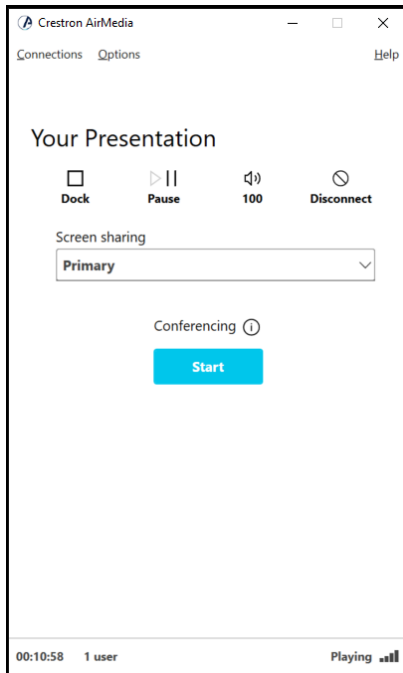 Crestron AirMedia
Connections Options Help
Your Presentation
Dock Pause 100 Disconnect
Screen sharing
Primary
Conferencing
Start
00:10:58 1 user Playing